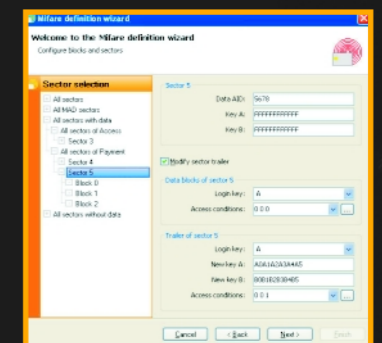 Mifare definition wizard
Welcome to the Mifare definition wizard
Configure blocks and sectors
Sector selection
All sectors
All MAD sectors
All sectors with data
All sectors of Access
Sector 3
All sectors of Payment
Sector 4
Sector 5
Block 0
Block 1
Block 2
All sectors without data
Sector 5
Data AID: 5678
Key A: FFFFFFFFFFFF
Key B: FFFFFFFFFFFF
Modify sector trailer
Data blocks of sector 5
Login key: A
Access conditions: 0 0 0 ...
Trailer of sector 5
Login key: A
New key A: A0A1A2A3A4A5
New key B: B0B1B2B3B4B5
Access conditions: 0 0 1 ...
Cancel < Back Next > Finish